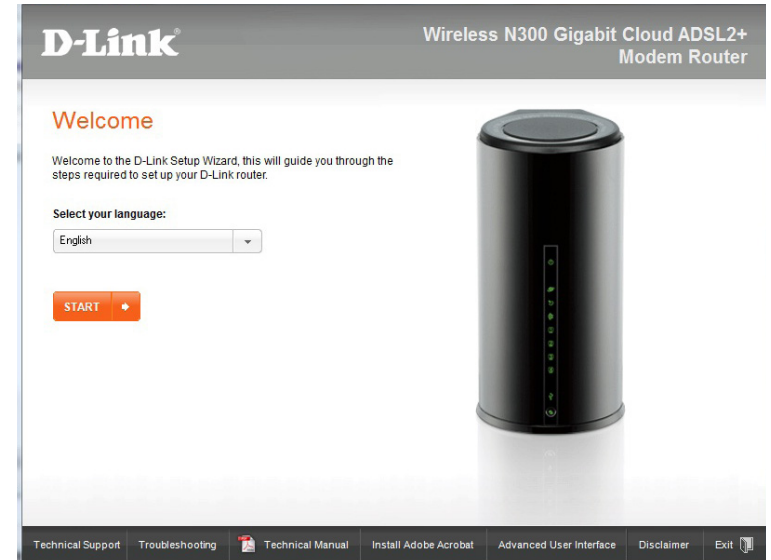 D-Link
Wireless N300 Gigabit Cloud ADSL2+
Modem Router
Welcome
Welcome to the D-Link Setup Wizard, this will guide you through the
steps required to set up your D-Link router.
Select your language:
English
START
Technical Support Troubleshooting Technical Manual Install Adobe Acrobat Advanced User Interface Disclaimer Exit